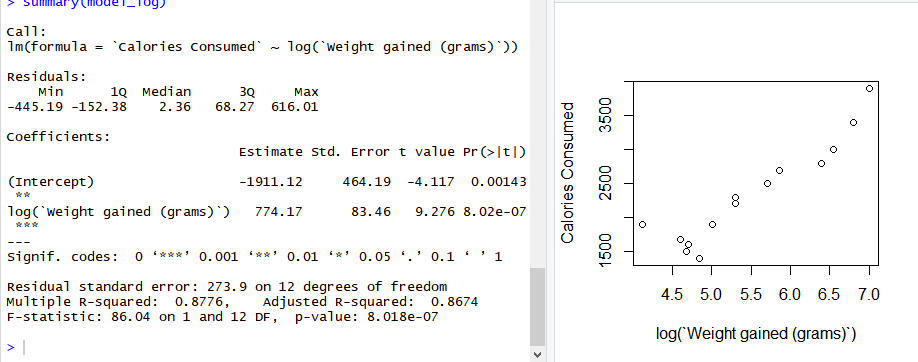 > summary(model_log)
Call:
lm(formula = `Calories Consumed` ~ log(`Weight gained (grams)`))
Residuals:
Min 1Q Median 3Q Max
-445.19 -152.38 2.36 68.27 616.01
Coefficients:
Estimate Std. Error t value Pr(>|t|)
(Intercept) -1911.12 464.19 -4.117 0.00143
**
log(`Weight gained (grams)`) 774.17 83.46 9.276 8.02e-07
***
---
Signif. codes: 0 ‘***’ 0.001 ‘**’ 0.01 ‘*’ 0.05 ‘.’ 0.1 ‘ ’ 1
Residual standard error: 273.9 on 12 degrees of freedom
Multiple R-squared: 0.8776, Adjusted R-squared: 0.8674
F-statistic: 86.04 on 1 and 12 DF, p-value: 8.018e-07
>
Calories Consumed
3500
2500
1500
4.5 5.0 5.5 6.0 6.5 7.0
log(`Weight gained (grams)`)